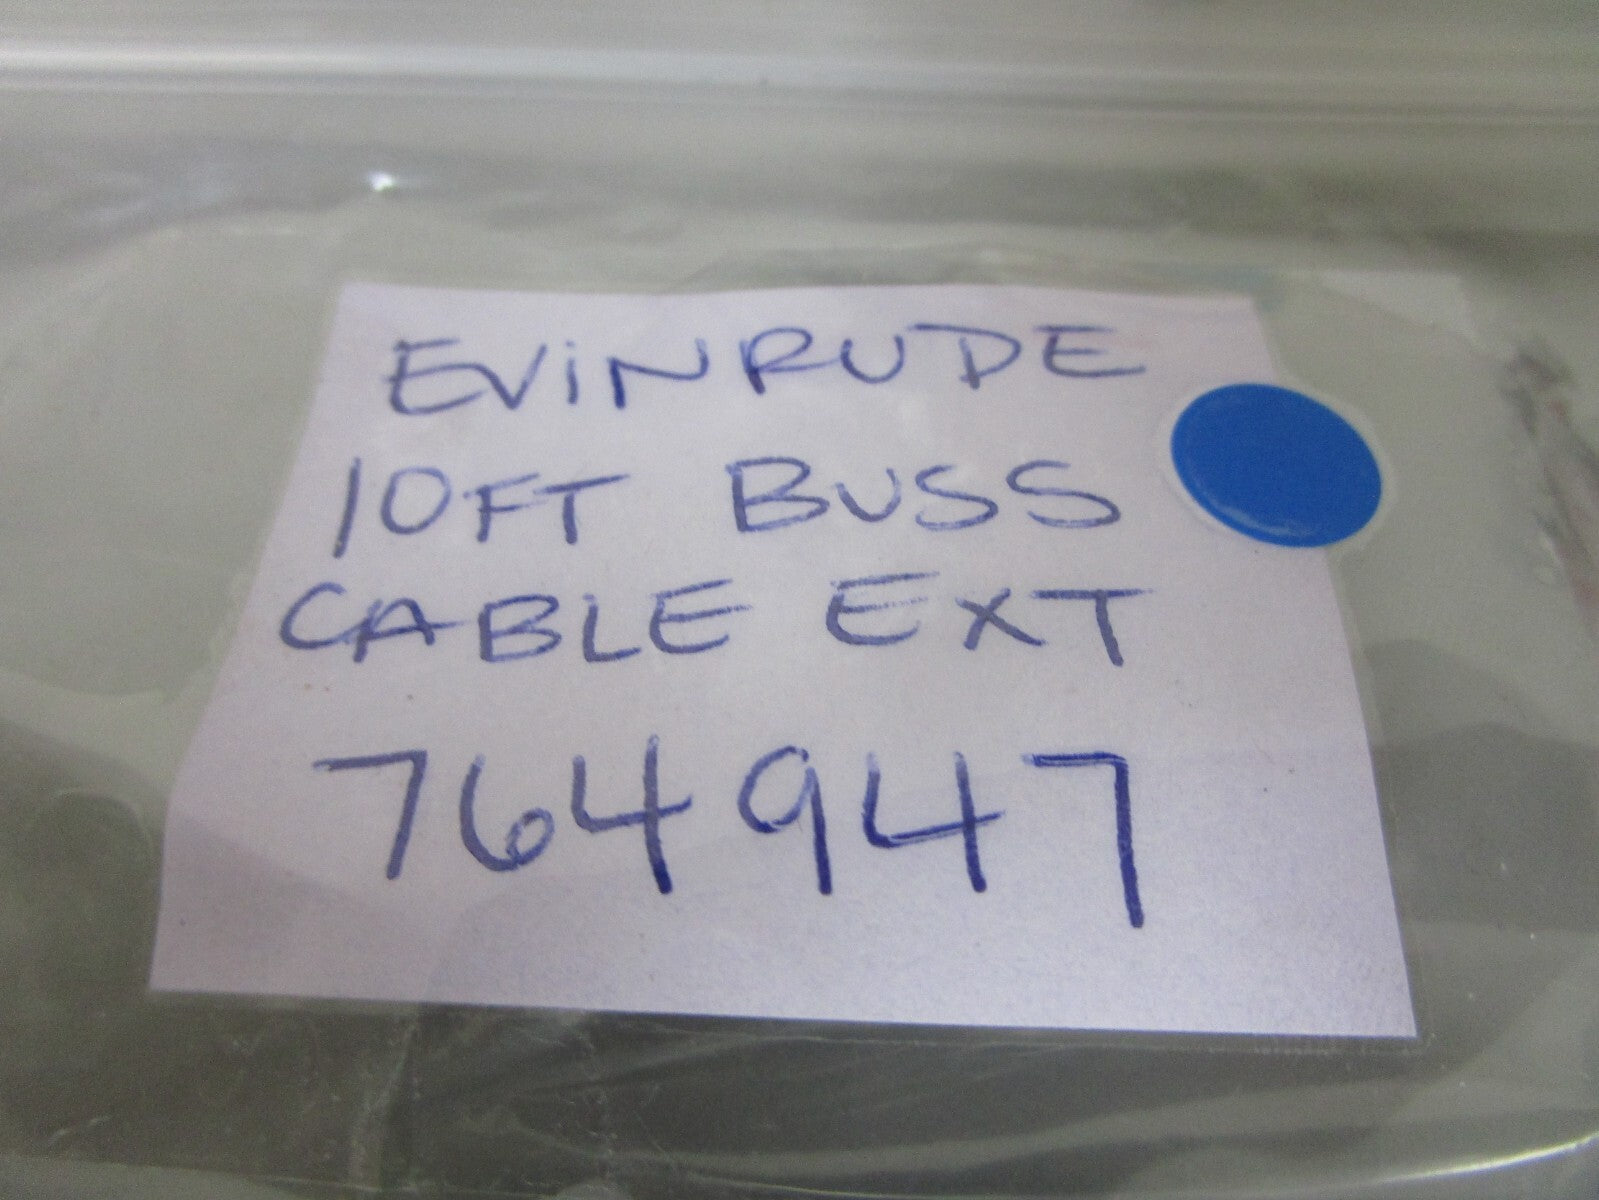 EViNRUDE
10FT BUSS
CABLE EXT
764947